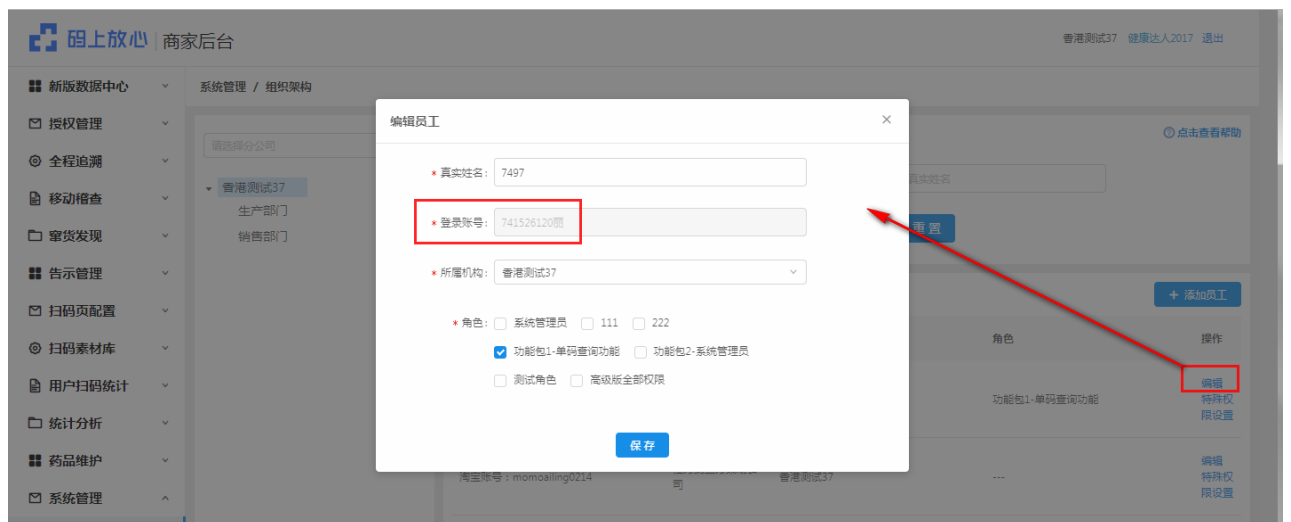 码上放心 商家后台
香港测试37 健康达人2017 退出
新版数据中心
系统管理 / 组织架构
授权管理
全程追溯
移动稽查
窜货发现
告示管理
扫码页配置
扫码素材库
用户扫码统计
统计分析
药品维护
系统管理
请选择分公司
香港测试37
生产部门
销售部门
编辑员工
* 真实姓名: 7497
* 登录账号: 741526120丽
* 所属机构: 香港测试37
* 角色: 系统管理员 111 222
功能包1-单码查询功能 功能包2-系统管理员
测试角色 高级版全部权限
保存
点击查看帮助
真实姓名
重置
+ 添加员工
角色 操作
功能包1-单码查询功能
编辑
特殊权
限设置
淘宝账号:momoailing0214
司
香港测试37
---
编辑
特殊权
限设置